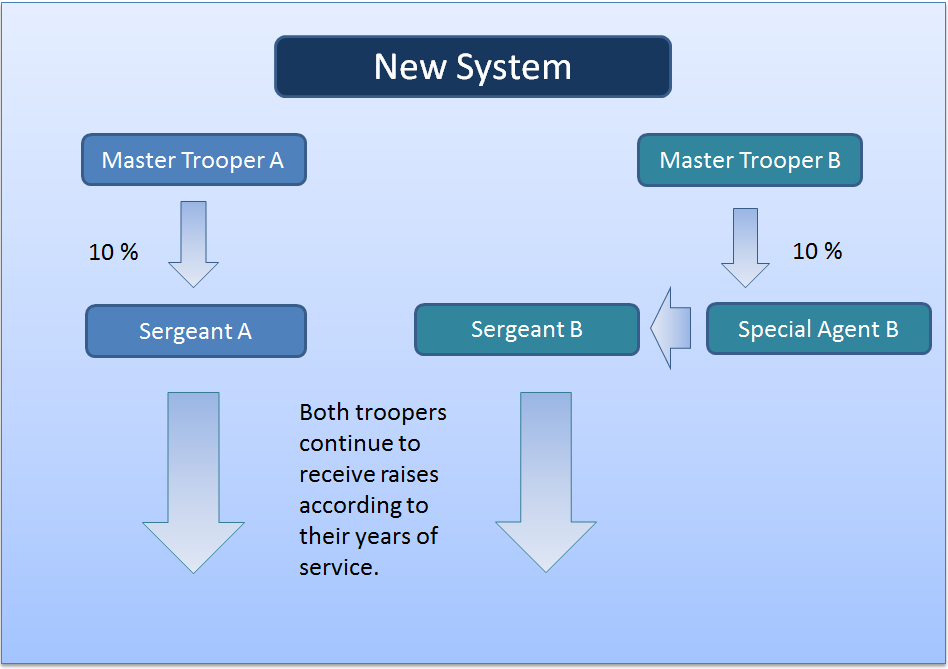 New System
Master Trooper A
Master Trooper B
10 %
10 %
Sergeant A
Sergeant B
Special Agent B
Both troopers
continue to
receive raises
according to
their years of
service.